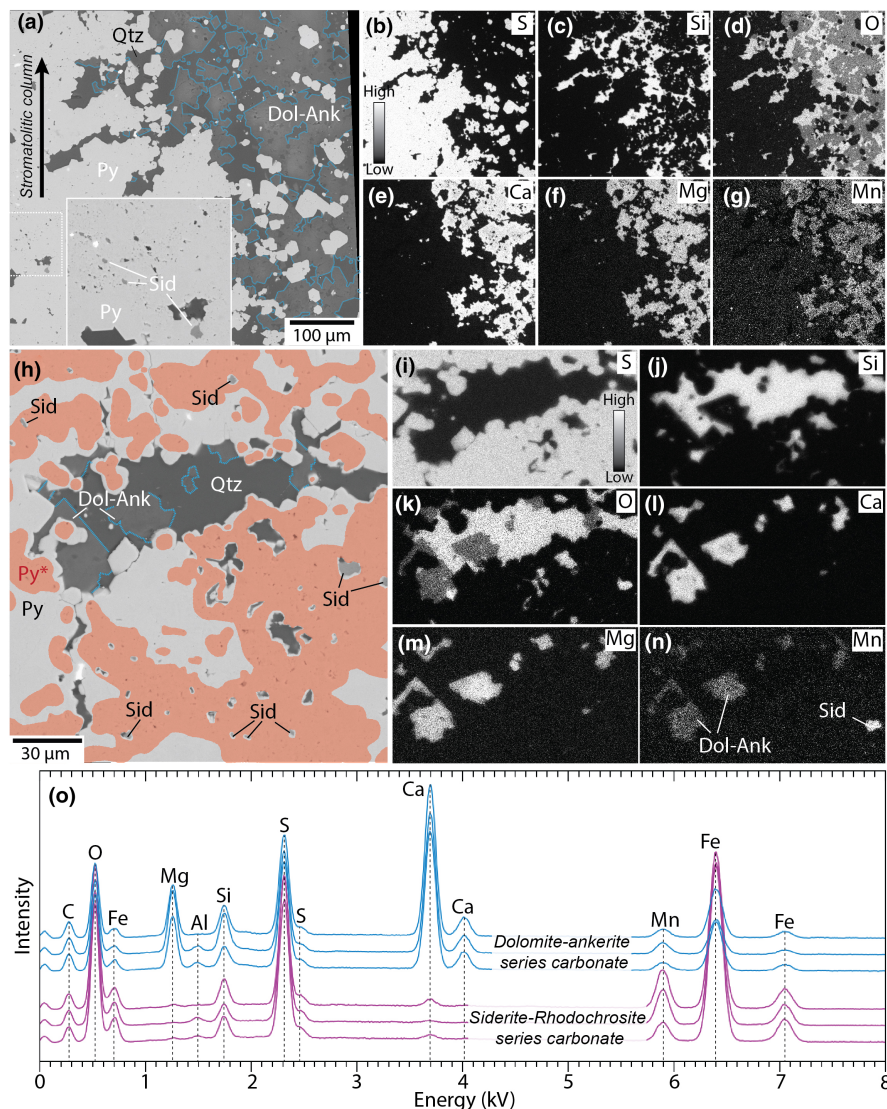 (a)
Qtz
Stromatolitic column
Dol-Ank
Py
Sid
Py
100 µm
(b)
S
High
Low
(c)
Si
(d)
O
(e)
Ca
(f)
Mg
(g)
Mn
(h)
Sid
Sid
Qtz
Dol-Ank
Py*
Py
Sid
Sid
Sid
Sid
30 µm
(i)
S
High
Low
(j)
Si
(k)
O
(l)
Ca
(m)
Mg
(n)
Mn
Sid
Dol-Ank
(o)
Ca
S
O
Fe
Mg
Si
C
Fe
Al
S
Ca
Mn
Fe
Dolomite-ankerite
series carbonate
Siderite-Rhodochrosite
series carbonate
Intensity
0 1 2 3 4 5 6 7 8
Energy (kV)